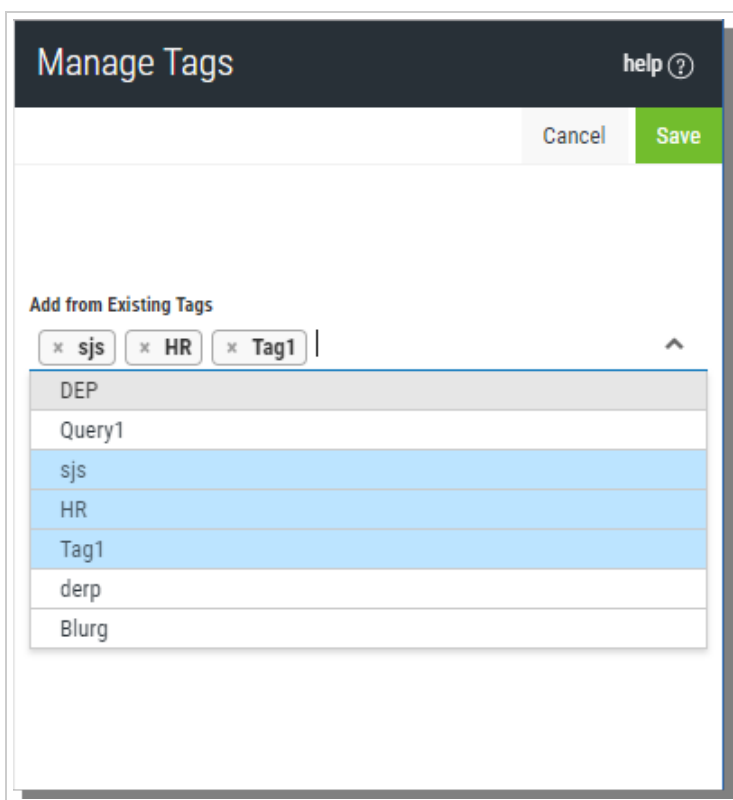 Manage Tags help ?
Cancel Save
Add from Existing Tags
× sjs × HR × Tag1
DEP
Query1
sjs
HR
Tag1
derp
Blurg